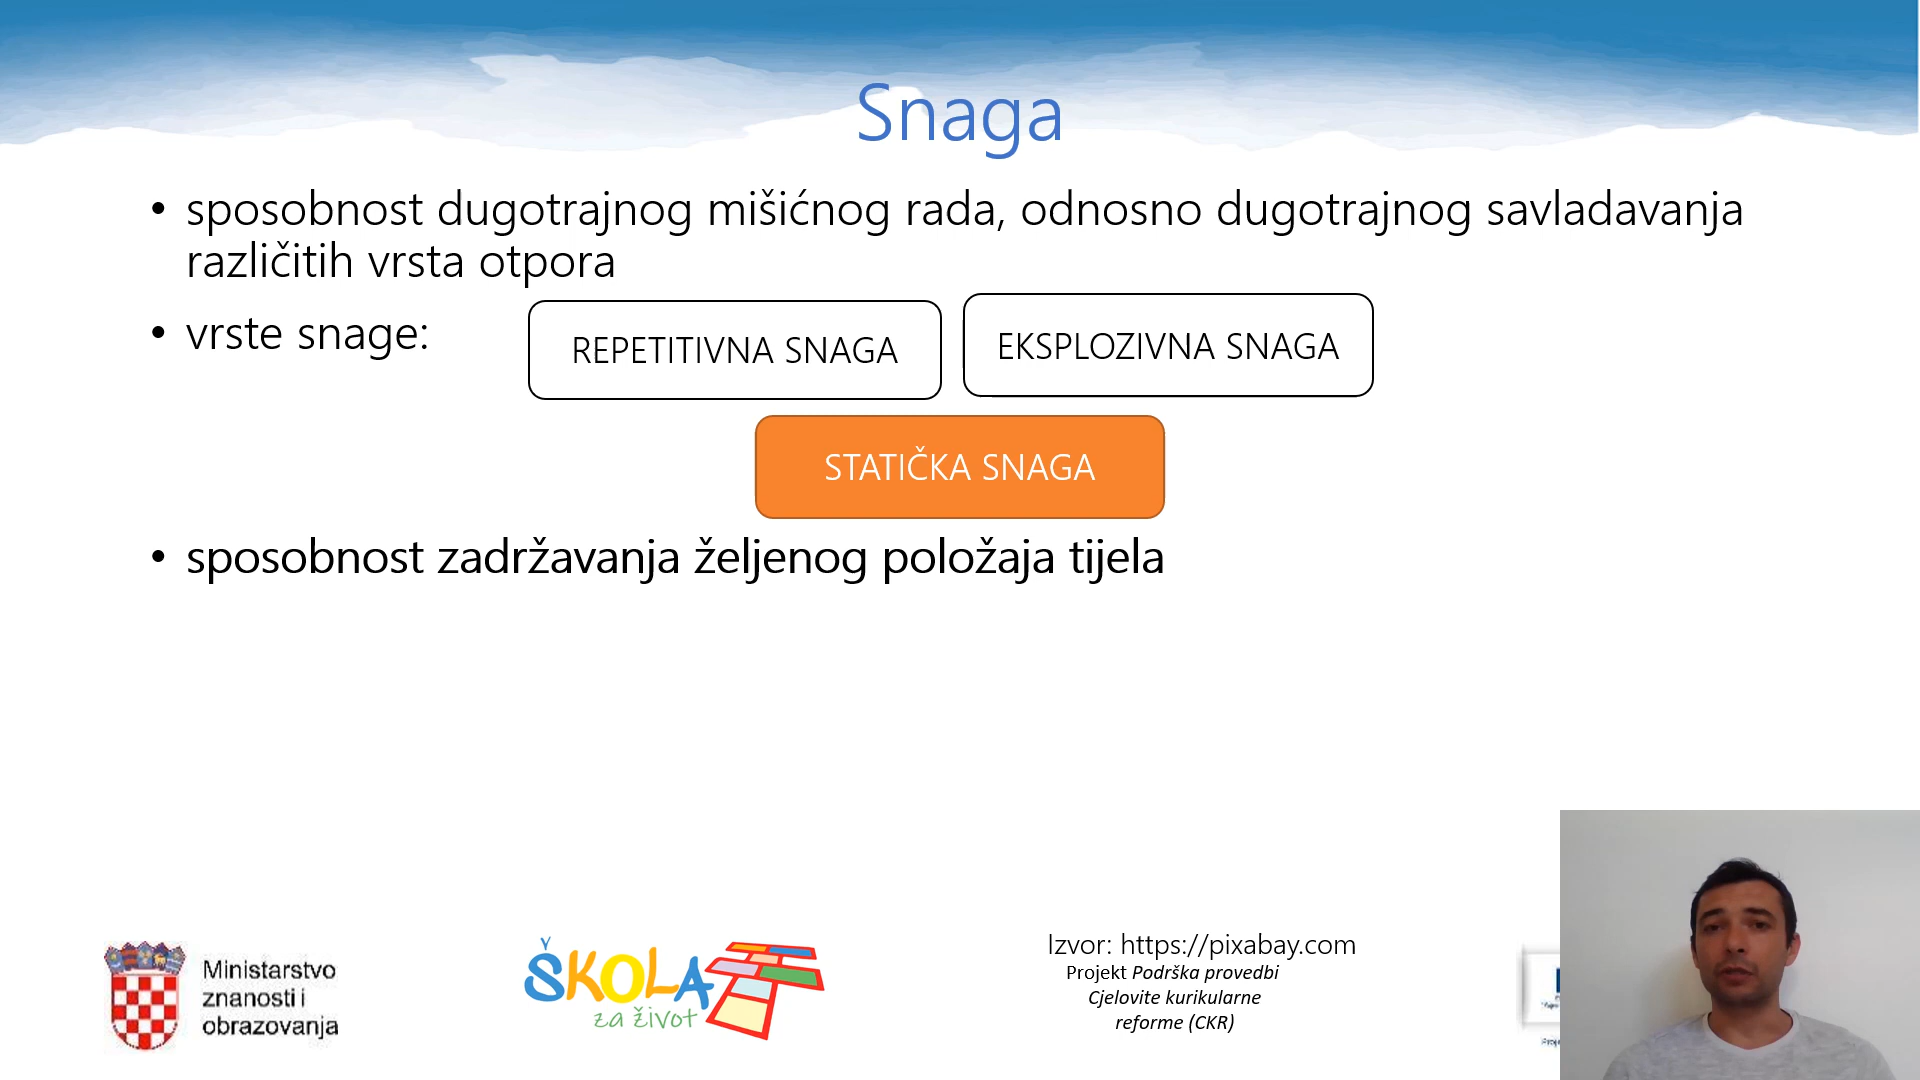 Snaga
• sposobnost dugotrajnog mišićnog rada, odnosno dugotrajnog savladavanja
različitih vrsta otpora
• vrste snage:
REPETITIVNA SNAGA
EKSPLOZIVNA SNAGA
STATIČKA SNAGA
• sposobnost zadržavanja željenog položaja tijela
Ministarstvo
znanosti i
obrazovanja
ŠKOLA
za život
Izvor: https://pixabay.com
Projekt Podrška provedbi
Cjelovite kurikularne
reforme (CKR)